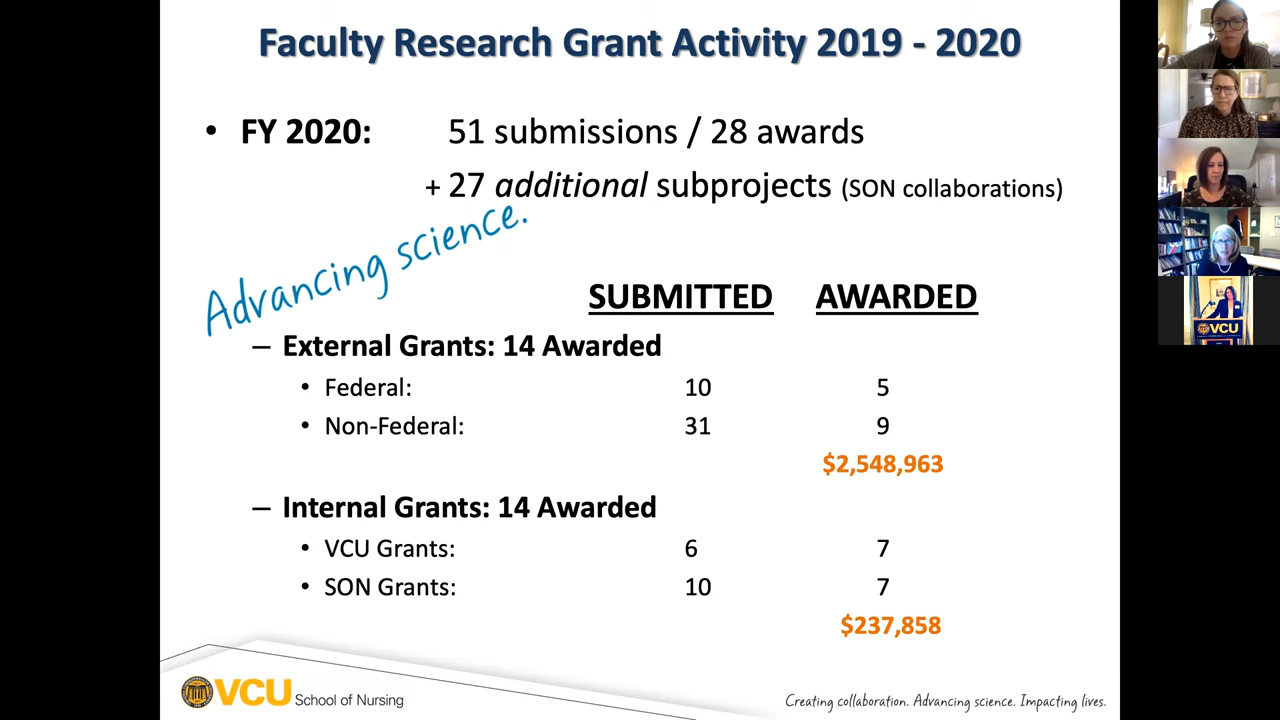 Faculty Research Grant Activity 2019 - 2020
• FY 2020: 51 submissions / 28 awards
+ 27 additional subprojects (SON collaborations)
Advancing science.
SUBMITTED AWARDED
– External Grants: 14 Awarded
• Federal: 10 5
• Non-Federal: 31 9
$2,548,963
– Internal Grants: 14 Awarded
• VCU Grants: 6 7
• SON Grants: 10 7
$237,858
VCU School of Nursing
Creating collaboration. Advancing science. Impacting lives.
VCU